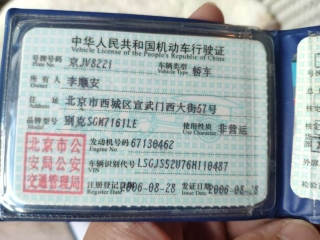 中华人民共和国机动车行驶证
Vehicle License of the People's Republic of China
号牌号码 京JV8221 车辆类型 轿车
Plate No. Vehicle Type
所有人 李顺安
Owner
住址 北京市西城区宣武门西大街57号
Address
品牌型号 别克SGM7161LE 使用性质 非营运
Model Use Character
北京市公
安局公安
交通管理局
发动机号码 67130462
Engine No
车辆识别代号 LSGJS52U76H110487
VIN
注册登记日期 2006-08-28 发证日期 2006-08-28
Register Date Issue Date